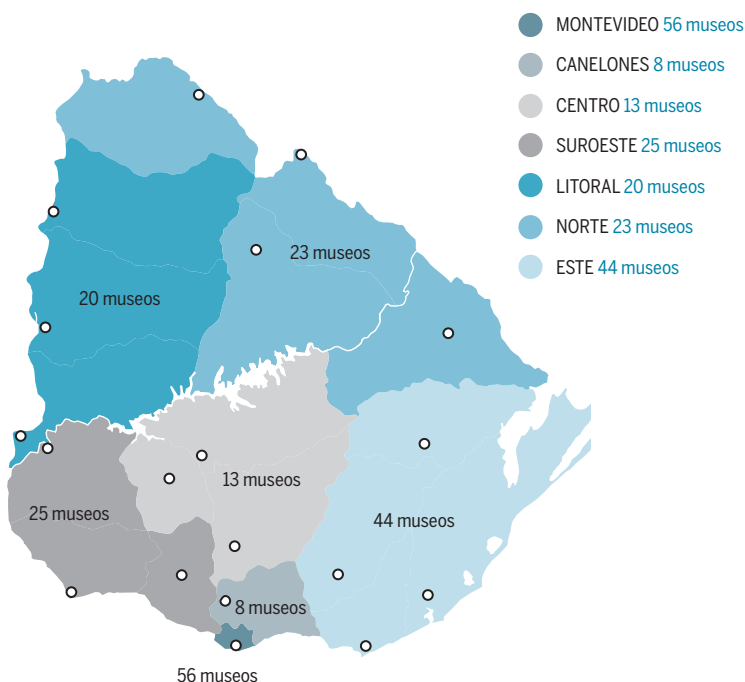 MONTEVIDEO 56 museos
CANELONES 8 museos
CENTRO 13 museos
SUROESTE 25 museos
LITORAL 20 museos
NORTE 23 museos
ESTE 44 museos
23 museos
20 museos
13 museos
25 museos
44 museos
8 museos
56 museos